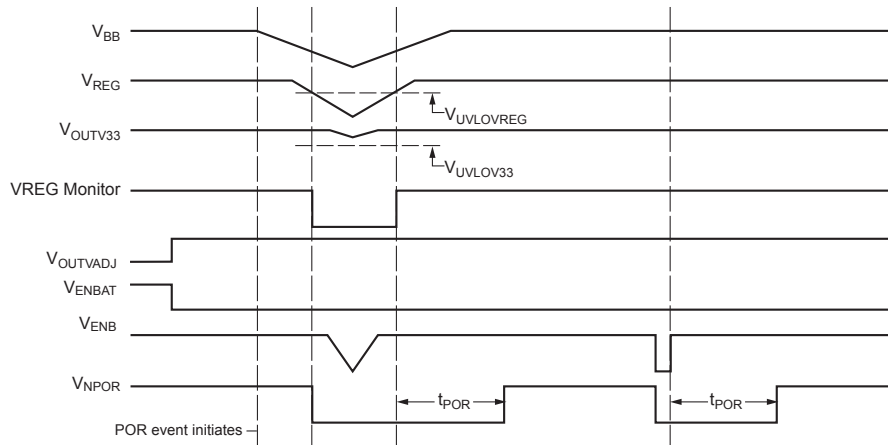 VBB
VREG
VUVLOVREG
VOUTV33
VUVLOV33
VREG Monitor
VOUTVADJ
VENBAT
VENB
VNPOR
tPOR
tPOR
POR event initiates